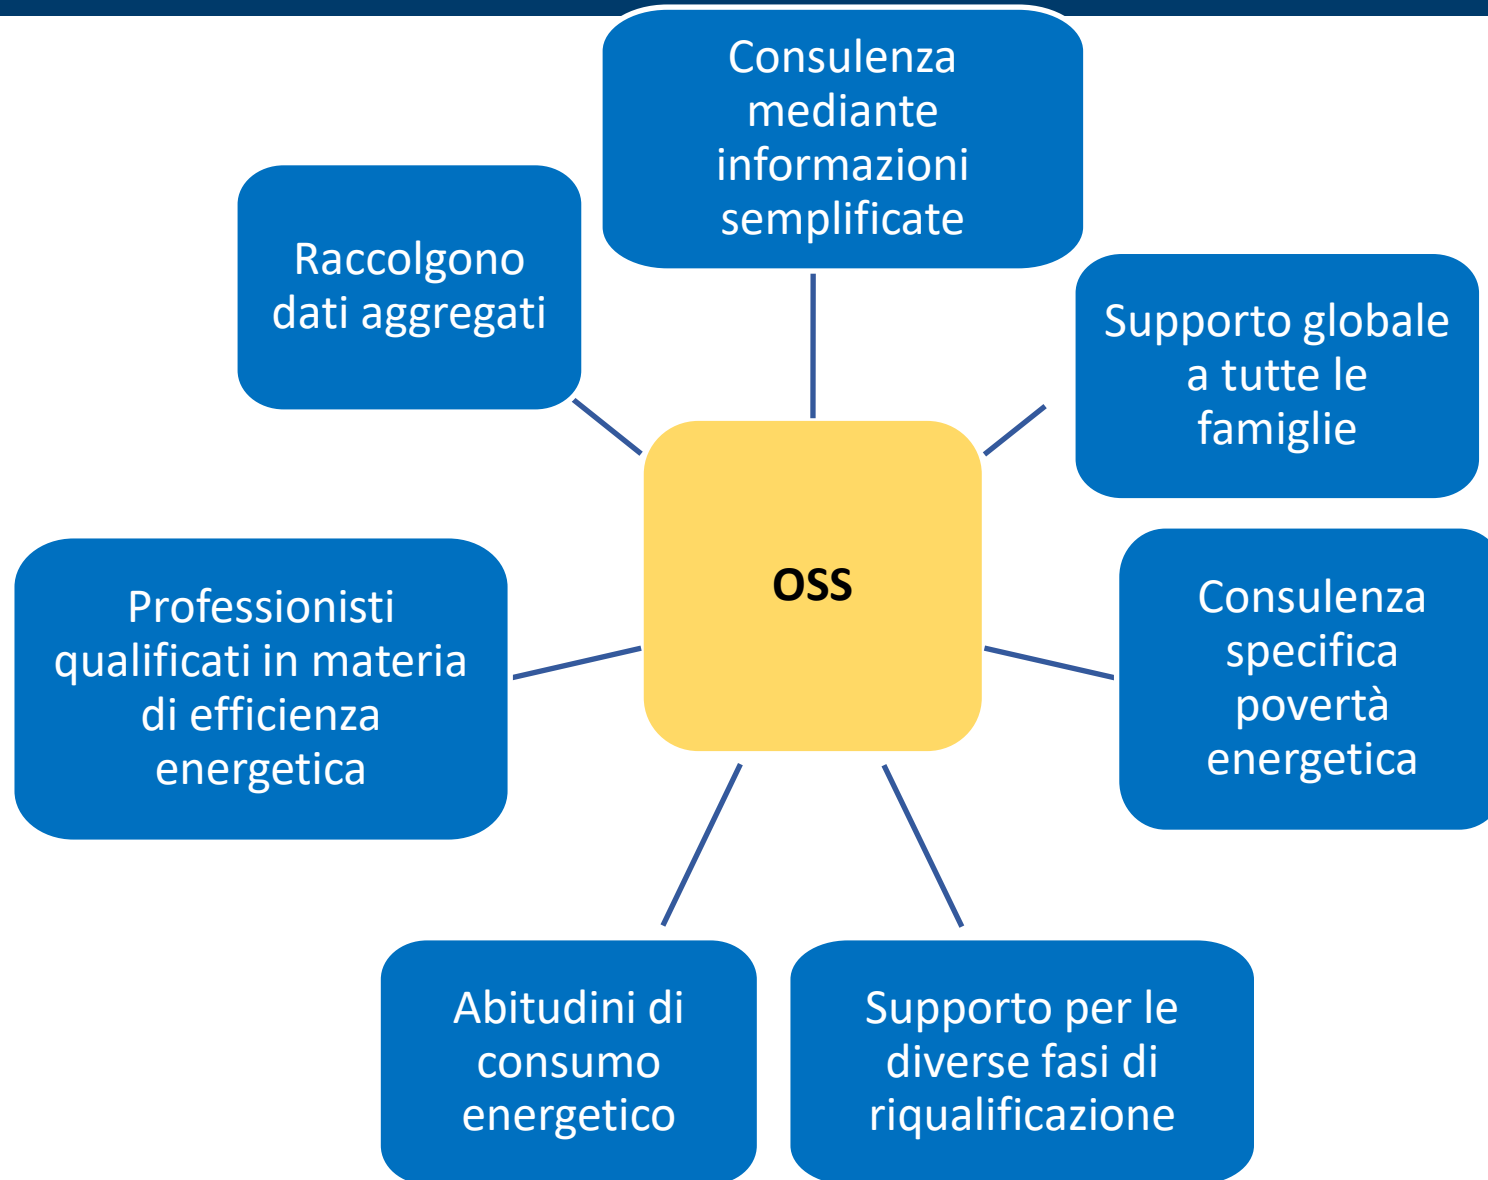 Consulenza
mediante
informazioni
semplificate
Raccolgono
dati aggregati
Supporto globale
a tutte le
famiglie
OSS
Professionisti
qualificati in materia
di efficienza
energetica
Consulenza
specifica
povertà
energetica
Abitudini di
consumo
energetico
Supporto per le
diverse fasi di
riqualificazione